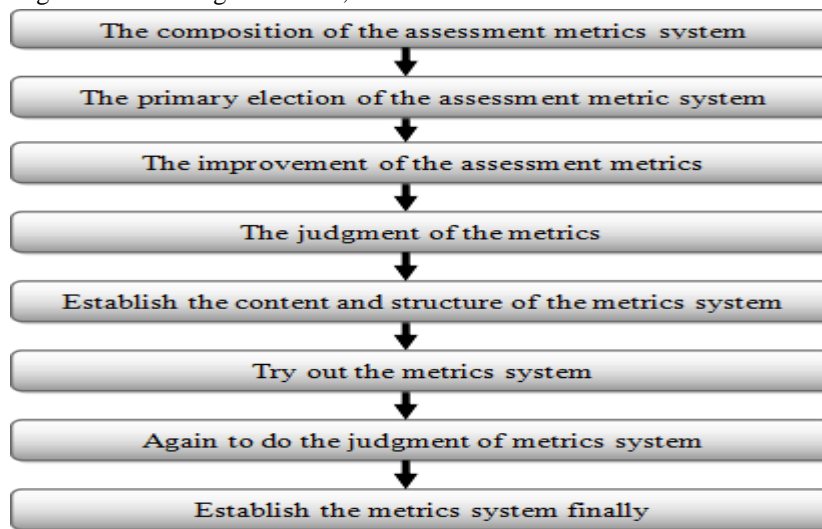 The composition of the assessment metrics system
The primary election of the assessment metric system
The improvement of the assessment metrics
The judgment of the metrics
Establish the content and structure of the metrics system
Try out the metrics system
Again to do the judgment of metrics system
Establish the metrics system finally